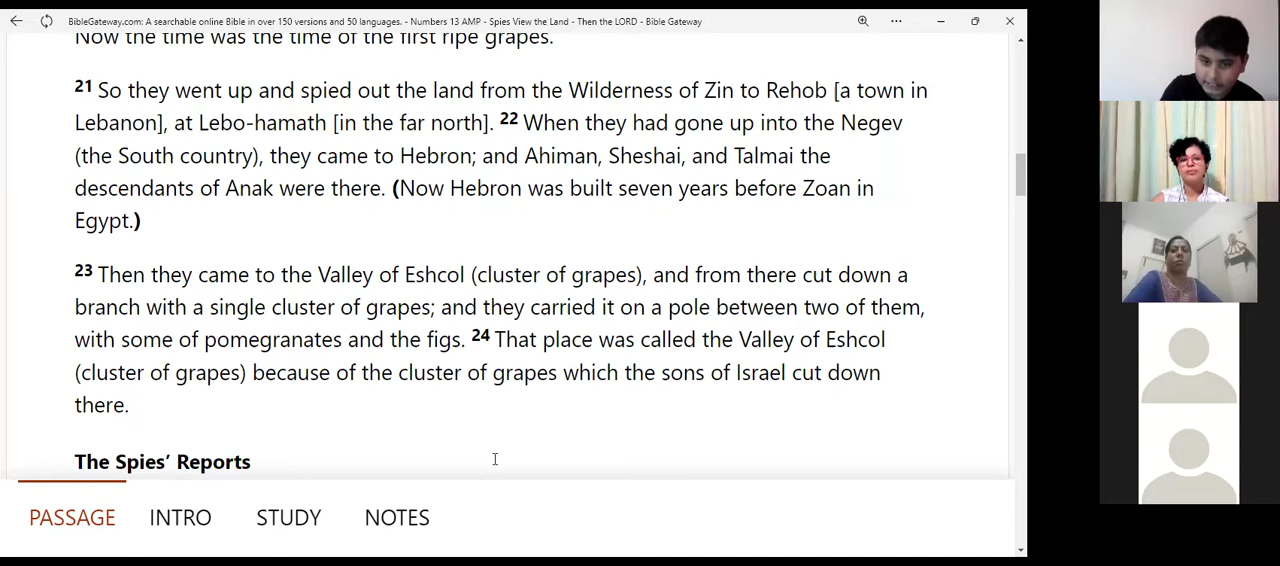 BibleGateway.com: A searchable online Bible in over 150 versions and 50 languages. - Numbers 13 AMP - Spies View the Land - Then the LORD - Bible Gateway
Now the time was the time of the first ripe grapes.
21 So they went up and spied out the land from the Wilderness of Zin to Rehob [a town in
Lebanon], at Lebo-hamath [in the far north]. 22 When they had gone up into the Negev
(the South country), they came to Hebron; and Ahiman, Sheshai, and Talmai the
descendants of Anak were there. (Now Hebron was built seven years before Zoan in
Egypt.)
23 Then they came to the Valley of Eshcol (cluster of grapes), and from there cut down a
branch with a single cluster of grapes; and they carried it on a pole between two of them,
with some of pomegranates and the figs. 24 That place was called the Valley of Eshcol
(cluster of grapes) because of the cluster of grapes which the sons of Israel cut down
there.
The Spies’ Reports
PASSAGE INTRO STUDY NOTES